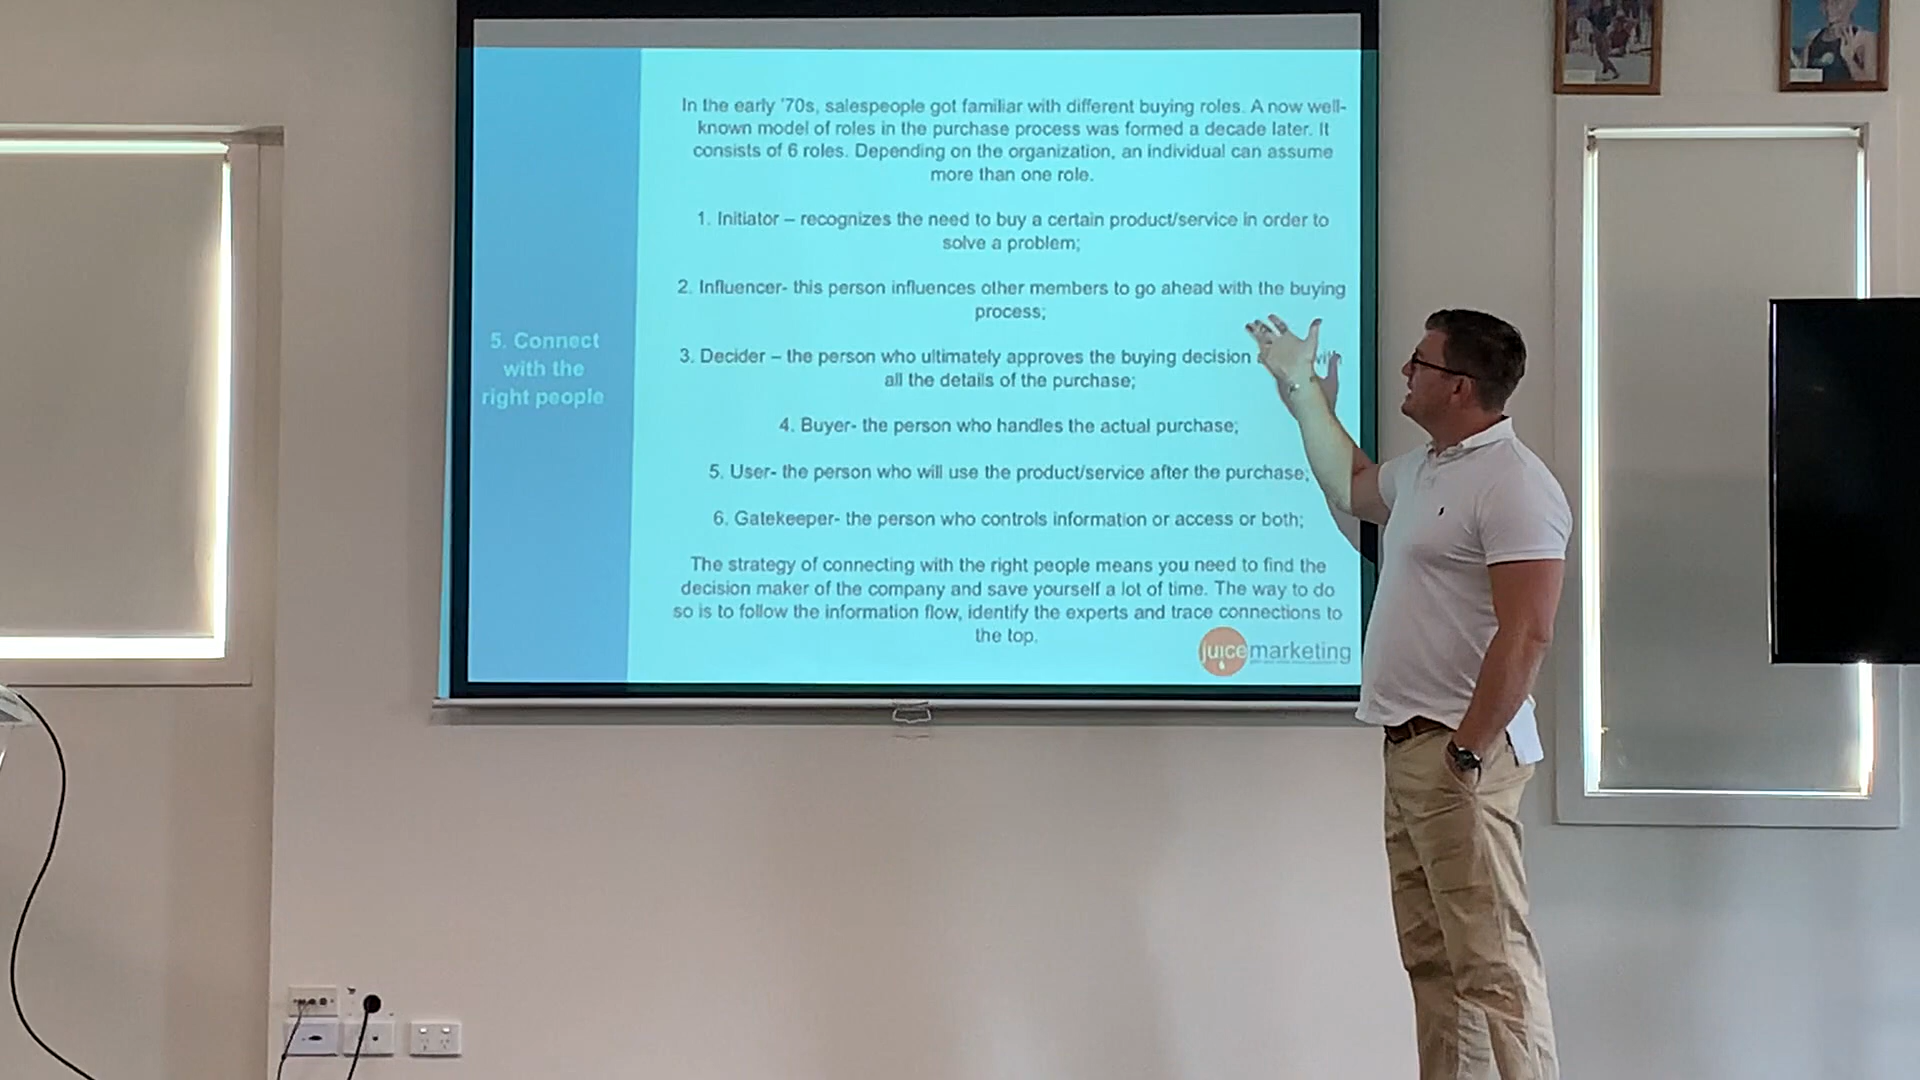 5. Connect
with the
right people
In the early '70s, salespeople got familiar with different buying roles. A now well-
known model of roles in the purchase process was formed a decade later. It
consists of 6 roles. Depending on the organization, an individual can assume
more than one role.
1. Initiator – recognizes the need to buy a certain product/service in order to
solve a problem;
2. Influencer- this person influences other members to go ahead with the buying
process;
3. Decider – the person who ultimately approves the buying decision
all the details of the purchase;
4. Buyer- the person who handles the actual purchase;
5. User- the person who will use the product/service after the purchase;
6. Gatekeeper- the person who controls information or access or both;
The strategy of connecting with the right people means you need to find the
decision maker of the company and save yourself a lot of time. The way to do
so is to follow the information flow, identify the experts and trace connections to
the top.
juicemarketing